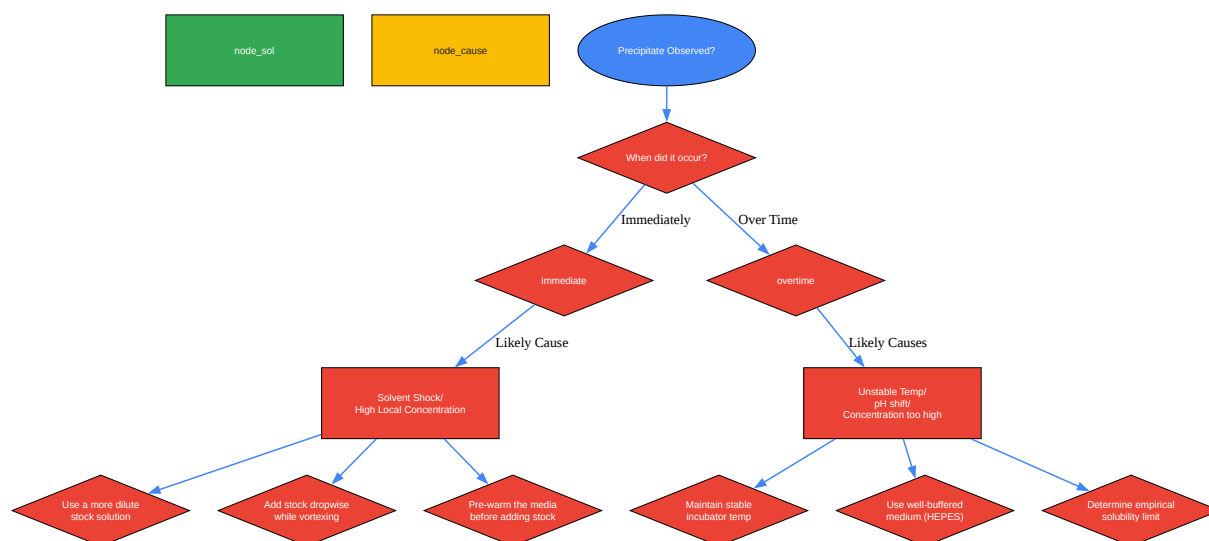 node_sol
node_cause
Precipitate Observed?
When did it occur?
Immediately
Over Time
immediate
overtime
Likely Cause
Likely Causes
Solvent Shock/
High Local Concentration
Unstable Temp/
pH shift/
Concentration too high
Use a more dilute
stock solution
Add stock dropwise
while vortexing
Pre-warm the media
before adding stock
Maintain stable
incubator temp
Use well-buffered
medium (HEPES)
Determine empirical
solubility limit